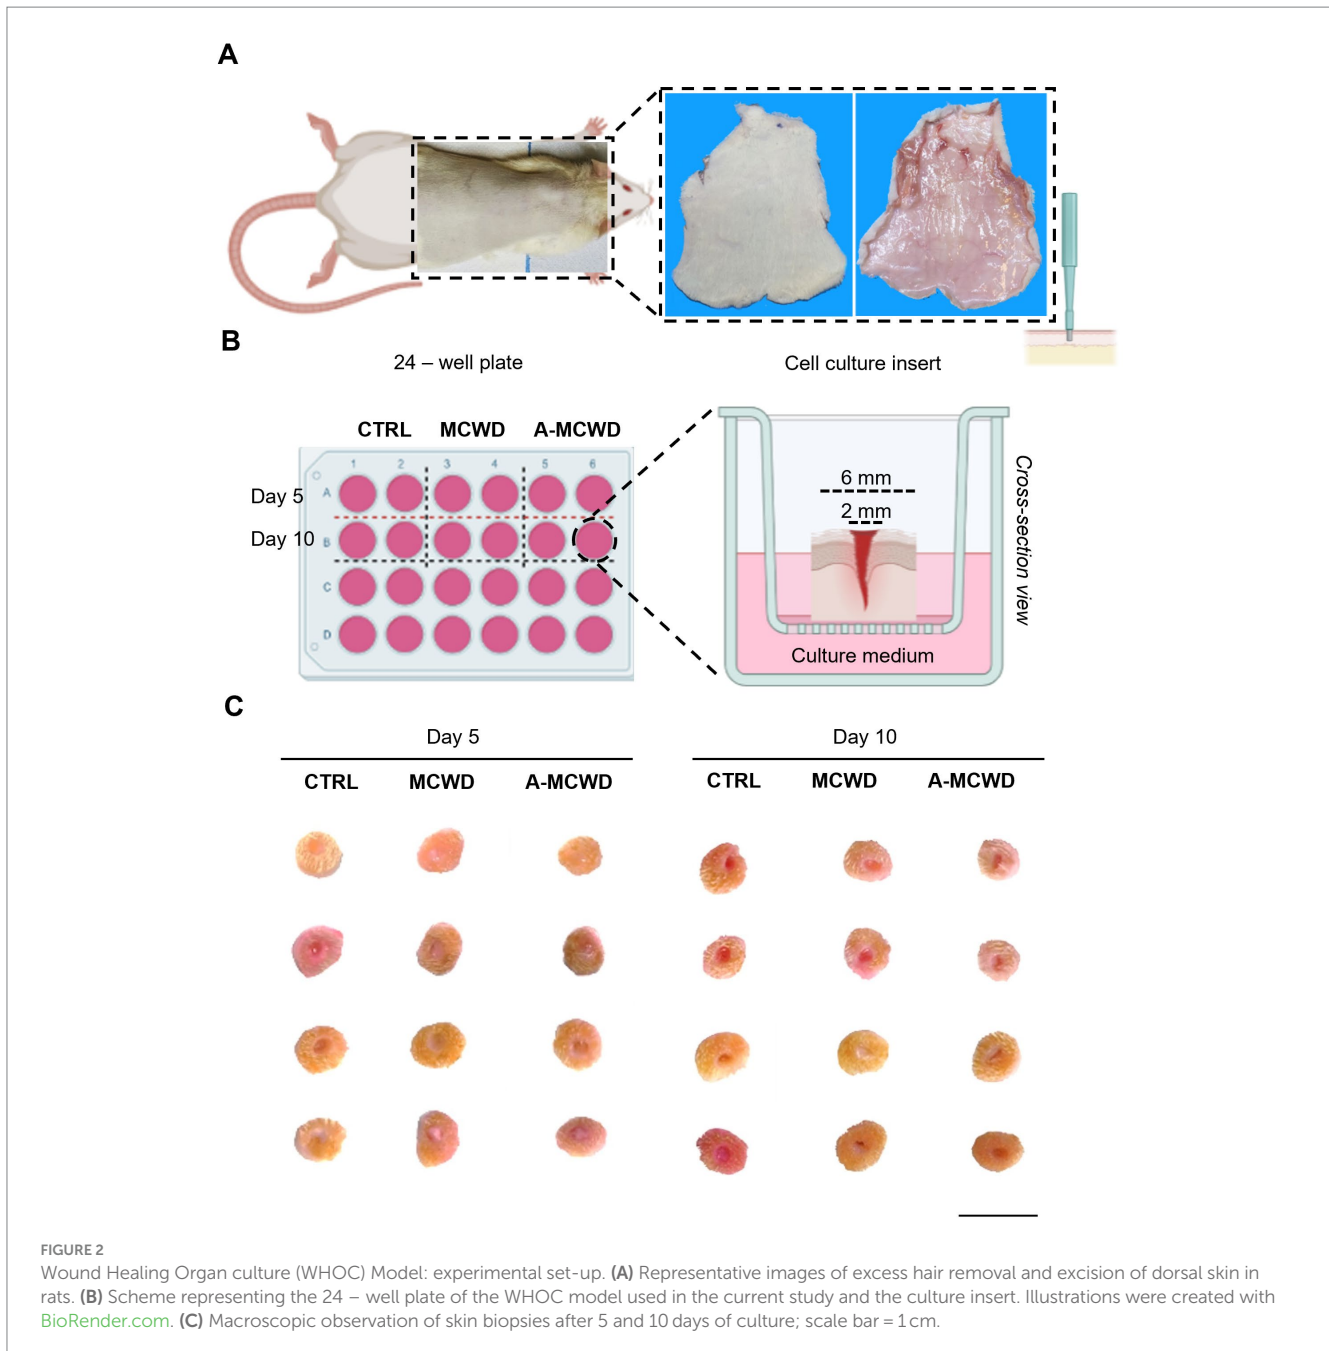 A
B
24 – well plate
Cell culture insert
CTRL MCWD A-MCWD
1 2 3 4 5 6
Day 5 A
Day 10 B
C
D
6 mm
2 mm
Culture medium
Cross-section view
C
Day 5 Day 10
CTRL MCWD A-MCWD CTRL MCWD A-MCWD
FIGURE 2
Wound Healing Organ culture (WHOC) Model: experimental set-up. (A) Representative images of excess hair removal and excision of dorsal skin in
rats. (B) Scheme representing the 24 – well plate of the WHOC model used in the current study and the culture insert. Illustrations were created with
BioRender.com. (C) Macroscopic observation of skin biopsies after 5 and 10 days of culture; scale bar = 1 cm.